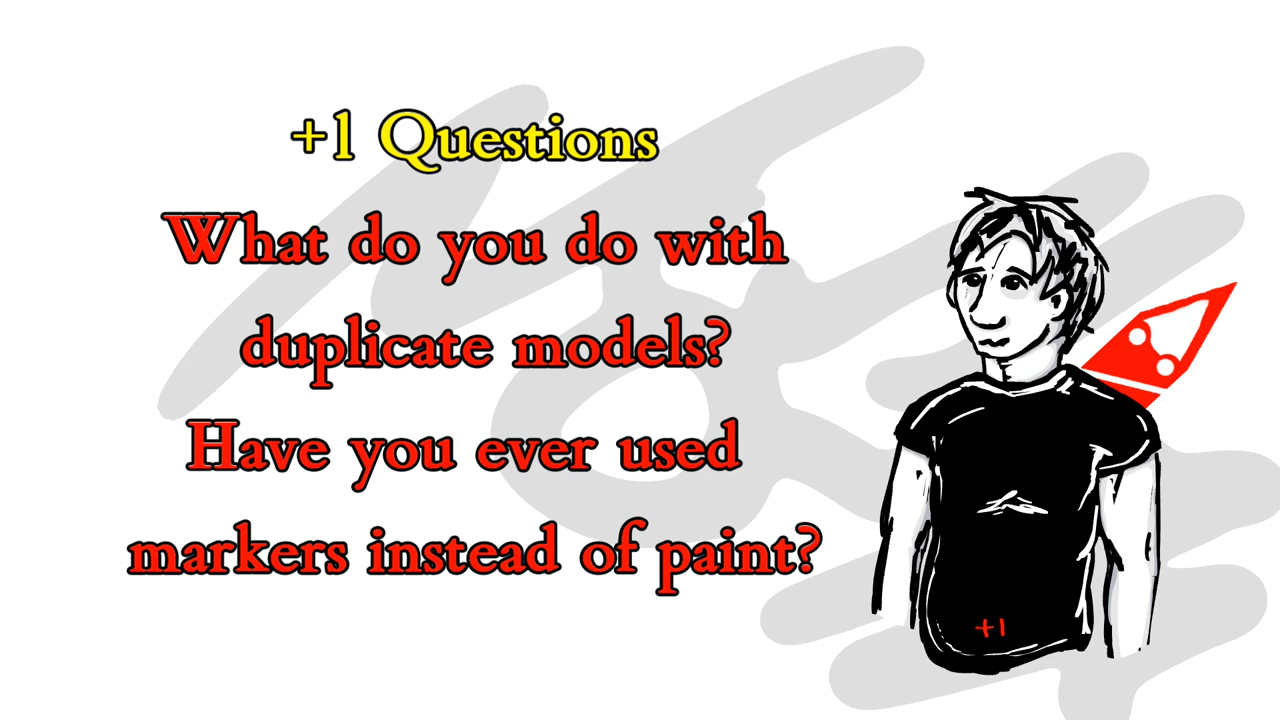 +1 Questions
What do you do with
duplicate models?
Have you ever used
markers instead of paint?
+1